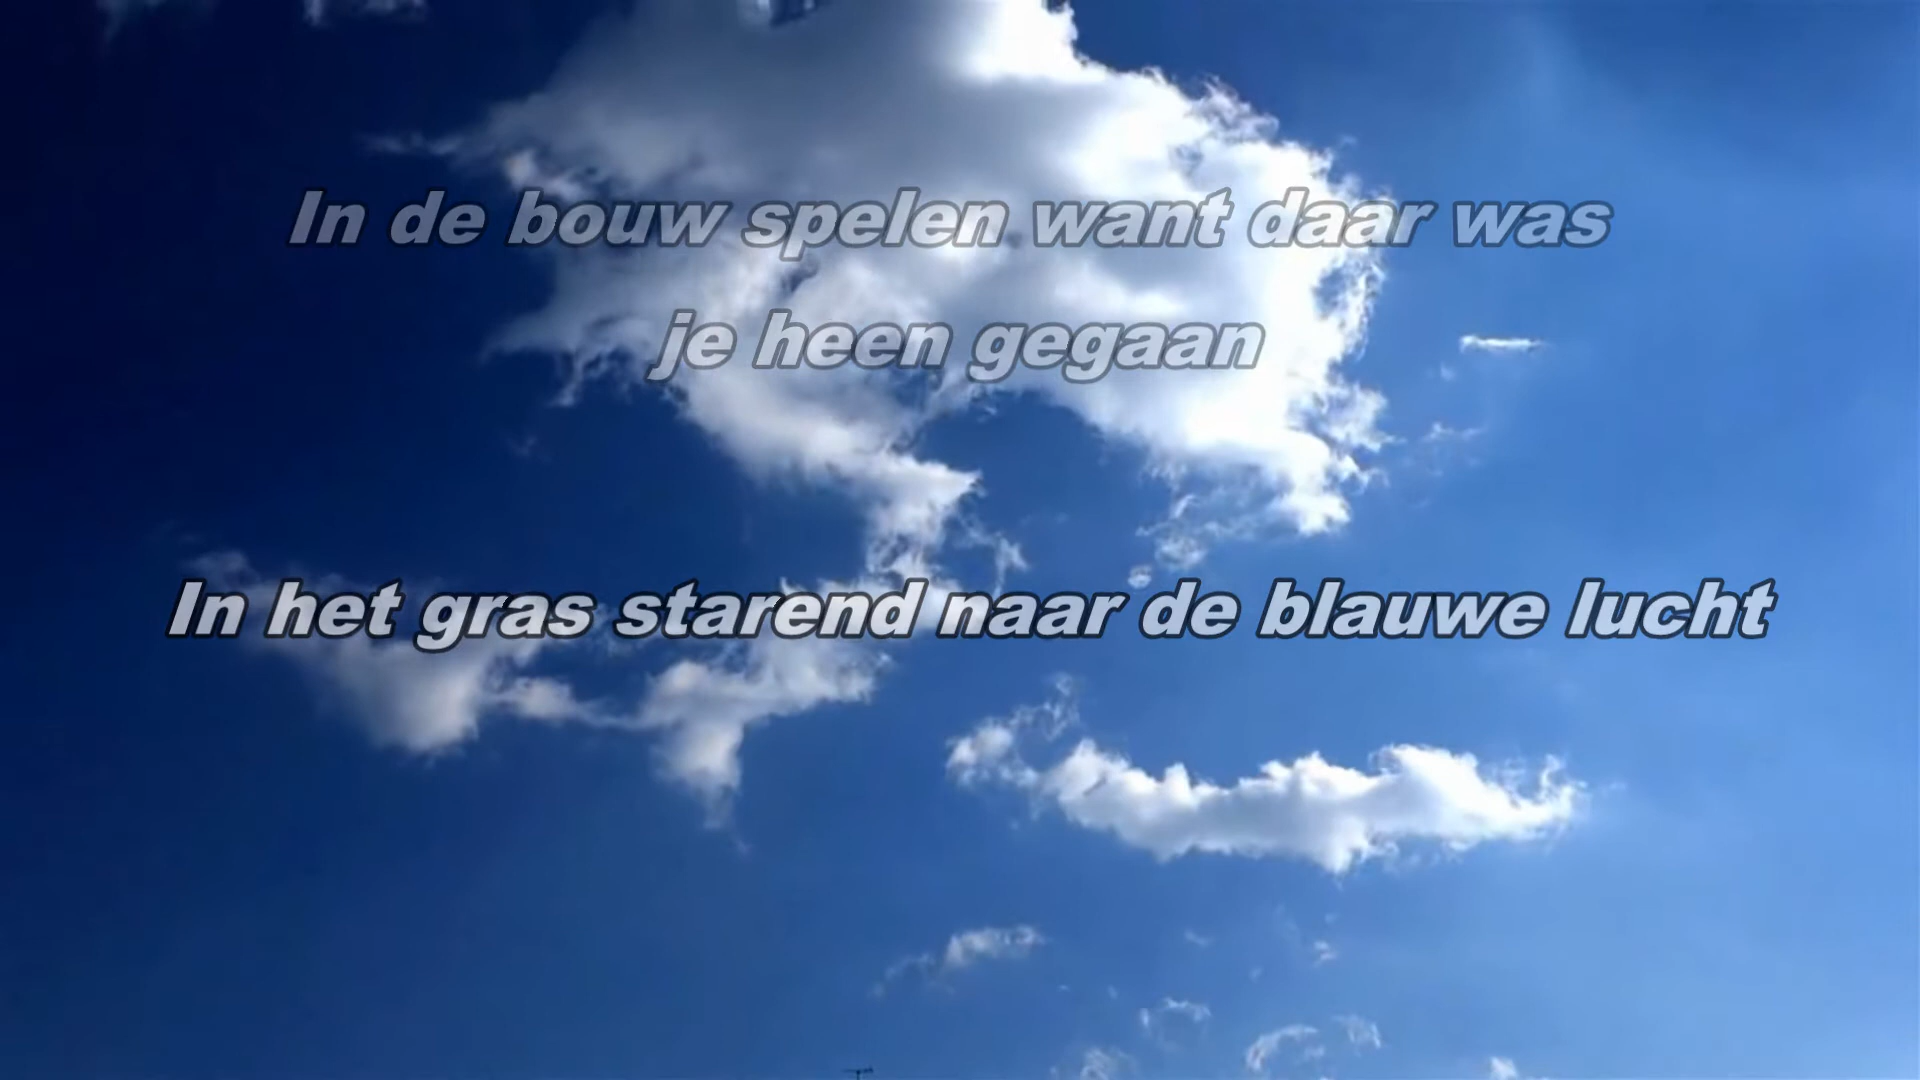 In de bouw spelen want daar was
je heen gegaan
In het gras starend naar de blauwe lucht